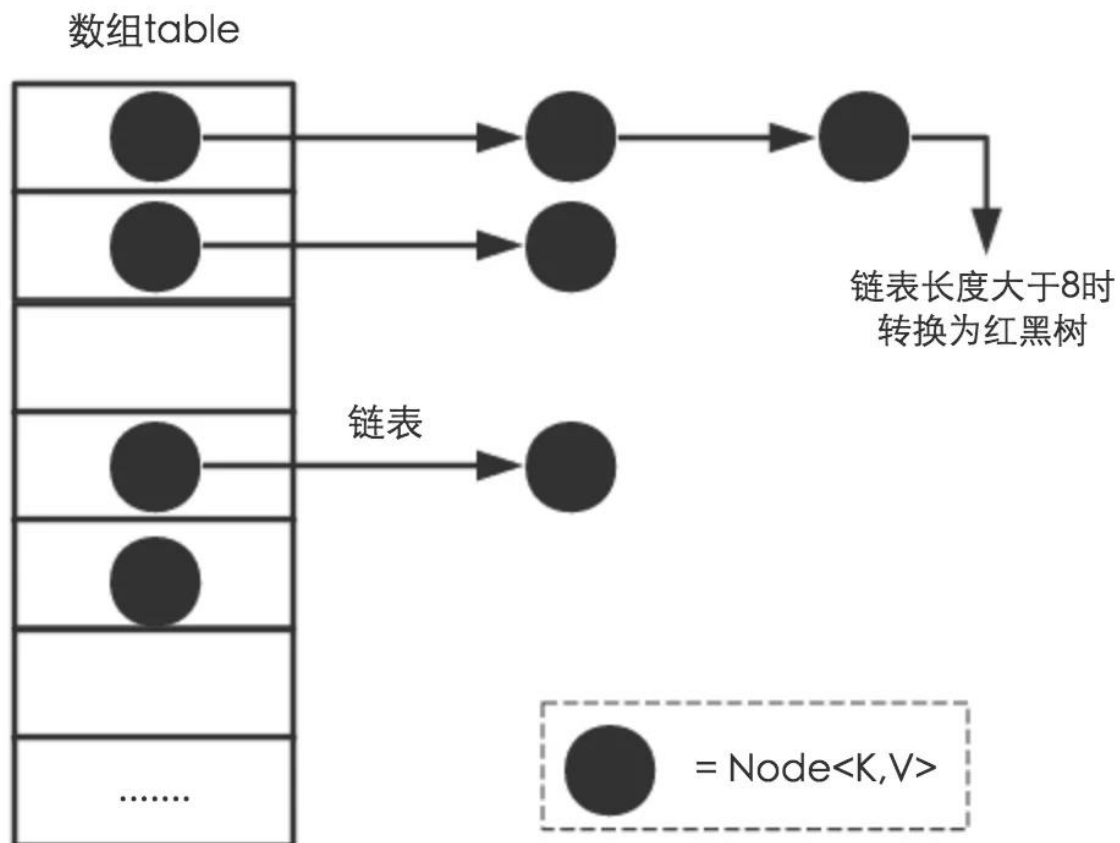 数组table
链表长度大于8时
转换为红黑树
链表
.......
= Node<K,V>